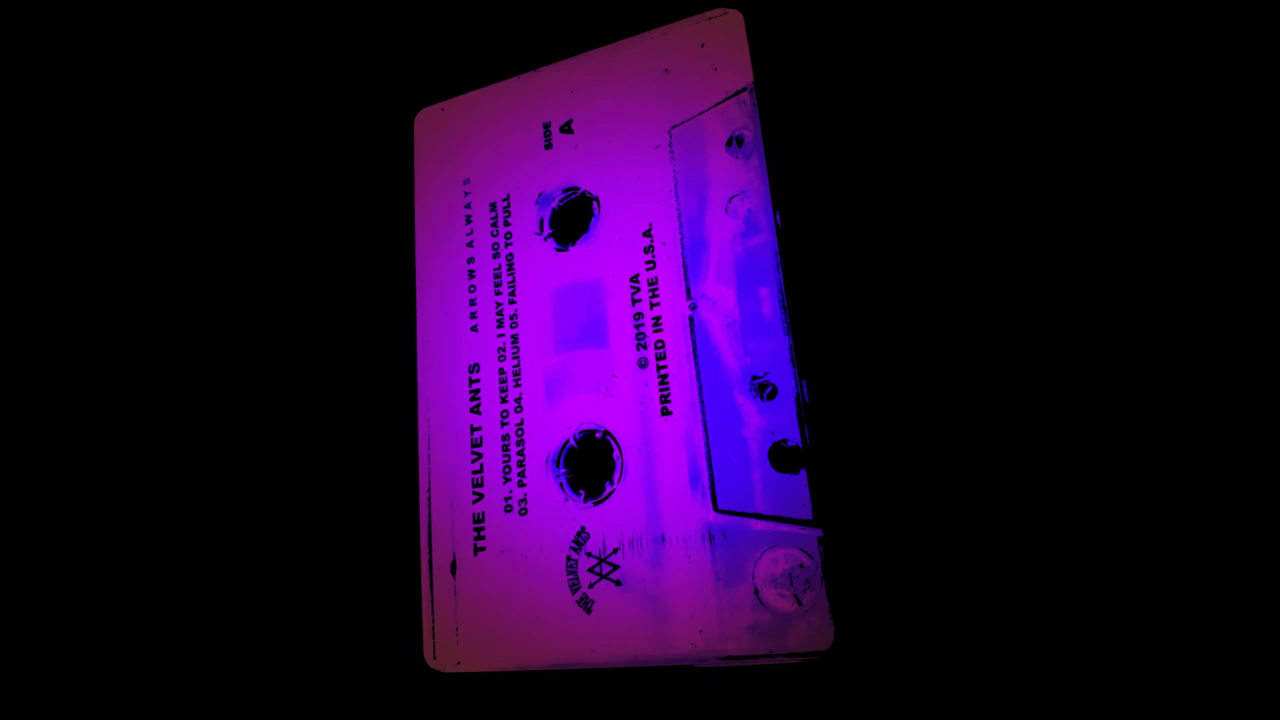 THE VELVET ANTS ARROWS ALWAYS
01. YOURS TO KEEP 02. I MAY FEEL SO CALM
03. PARASOL 04. HELIUM 05. FAILING TO PULL
SIDE
A
THE VELVET ANTS
© 2019 TVA
PRINTED IN THE U.S.A.